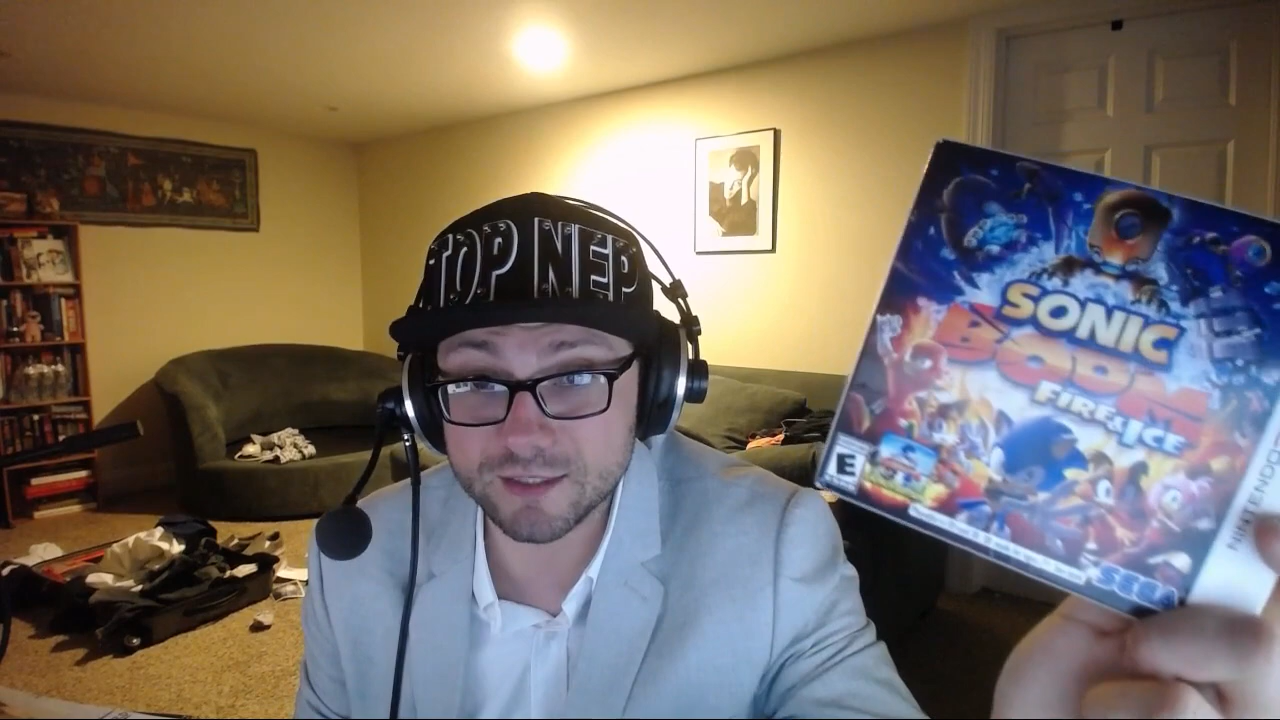 TOP NEP
SONIC
BOOM
FIRE & ICE
E
SEGA
NINTENDO